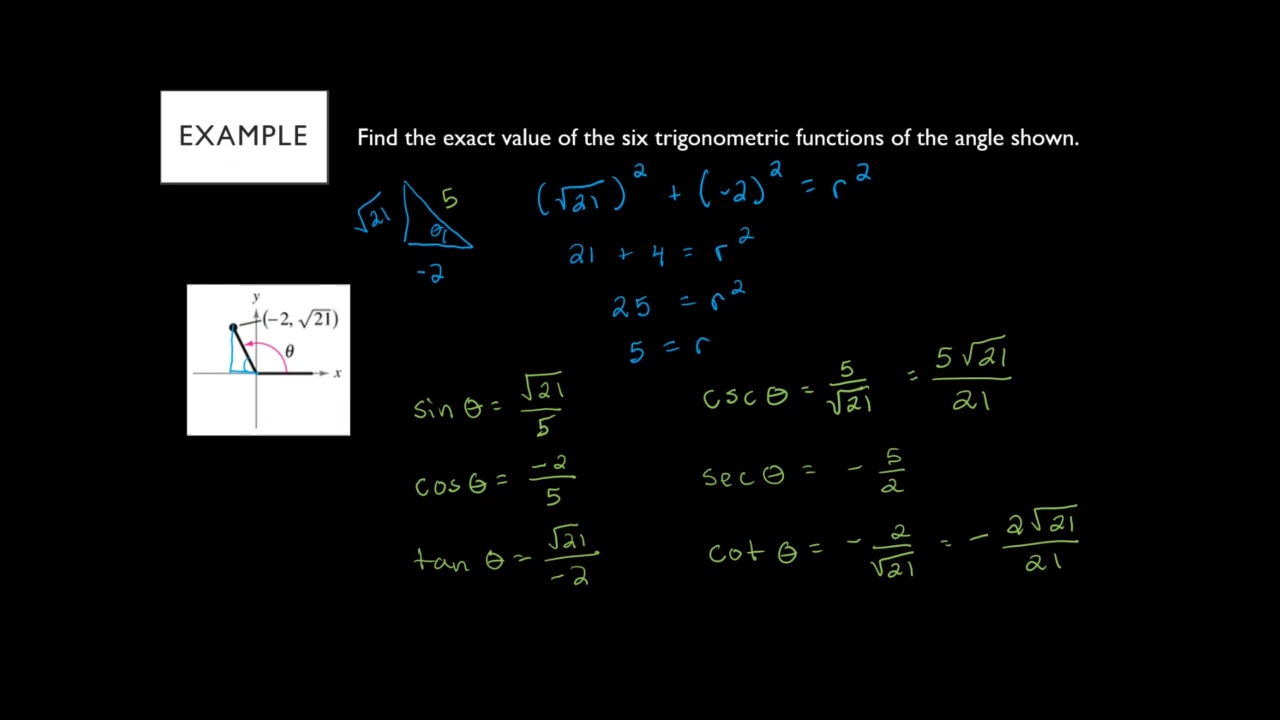 EXAMPLE
Find the exact value of the six trigonometric functions of the angle shown.
√21
5
θ
-2
(√21)² + (-2)² = r²
21 + 4 = r²
25 = r²
5 = r
y
(−2, √21)
θ
x
sin θ = √21/5
cos θ = -2/5
tan θ = √21/-2
csc θ = 5/√21 = 5√21/21
sec θ = - 5/2
cot θ = - 2/√21 = - 2√21/21